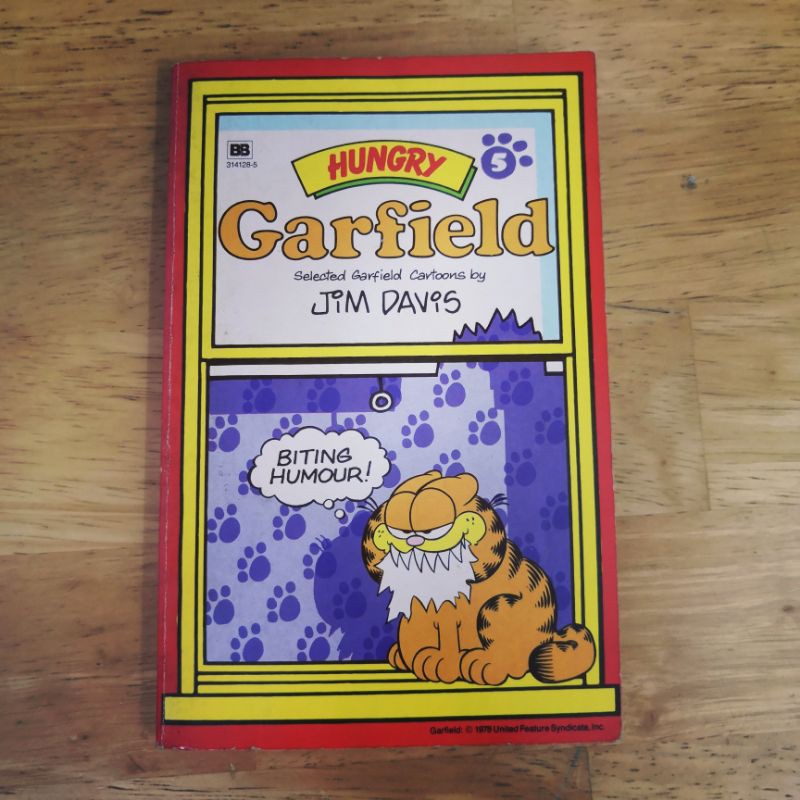 BB
314128-5
HUNGRY
5
Garfield
Selected Garfield Cartoons by
JIM DAVIS
BITING
HUMOUR!
Garfield: © 1978 United Feature Syndicate, Inc.